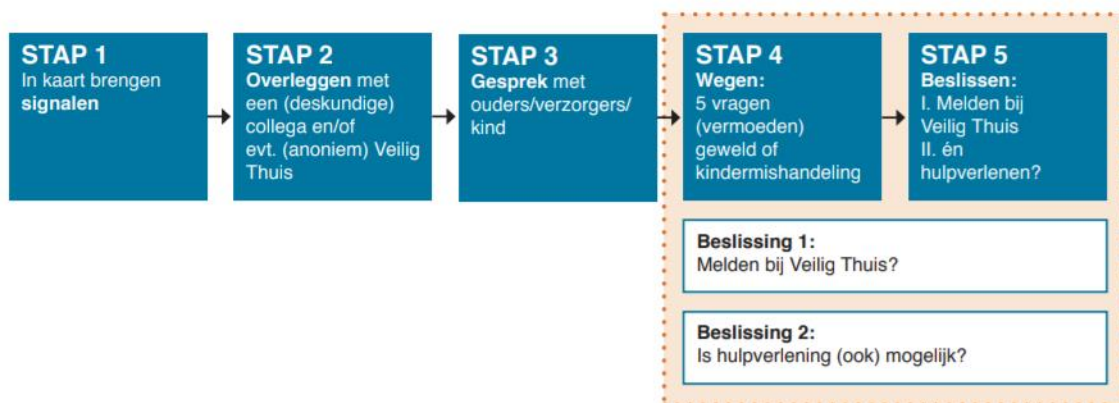 STAP 1
In kaart brengen
signalen
STAP 2
Overleggen met
een (deskundige)
collega en/of
evt. (anoniem) Veilig
Thuis
STAP 3
Gesprek met
ouders/verzorgers/
kind
STAP 4
Wegen:
5 vragen
(vermoeden)
geweld of
kindermishandeling
STAP 5
Beslissen:
I. Melden bij
Veilig Thuis
II. én
hulpverlenen?
Beslissing 1:
Melden bij Veilig Thuis?
Beslissing 2:
Is hulpverlening (ook) mogelijk?